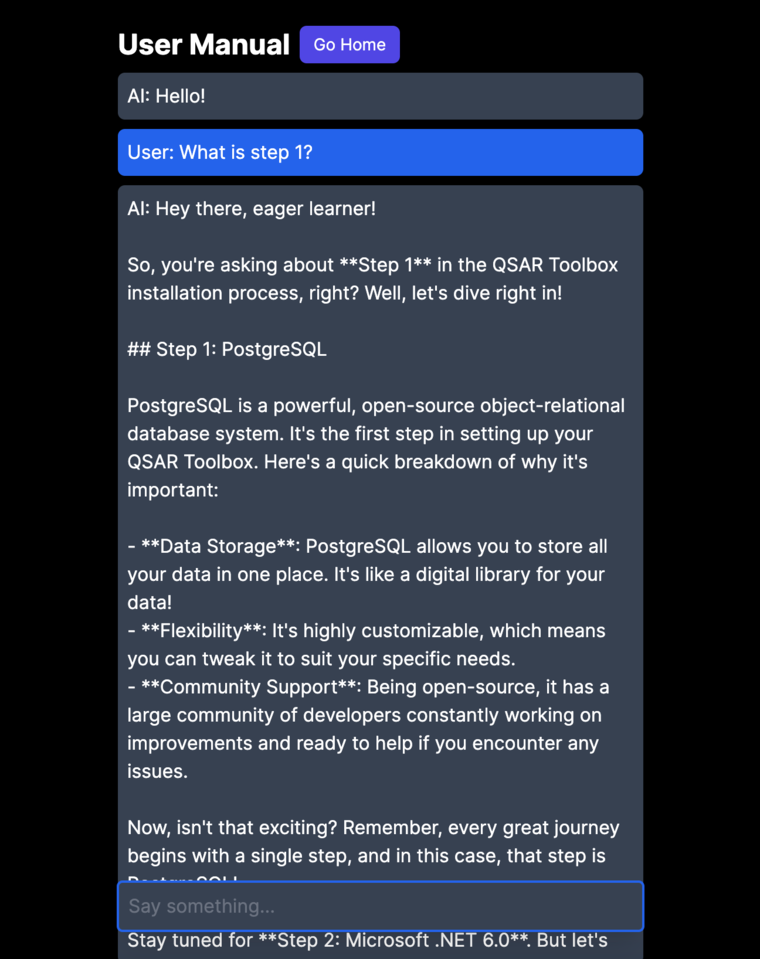 User Manual Go Home
AI: Hello!
User: What is step 1?
AI: Hey there, eager learner!
So, you're asking about **Step 1** in the QSAR Toolbox
installation process, right? Well, let's dive right in!
## Step 1: PostgreSQL
PostgreSQL is a powerful, open-source object-relational
database system. It's the first step in setting up your
QSAR Toolbox. Here's a quick breakdown of why it's
important:
- **Data Storage**: PostgreSQL allows you to store all
your data in one place. It's like a digital library for your
data!
- **Flexibility**: It's highly customizable, which means
you can tweak it to suit your specific needs.
- **Community Support**: Being open-source, it has a
large community of developers constantly working on
improvements and ready to help if you encounter any
issues.
Now, isn't that exciting? Remember, every great journey
begins with a single step, and in this case, that step is
Say something...
Stay tuned for **Step 2: Microsoft .NET 6.0**. But let's